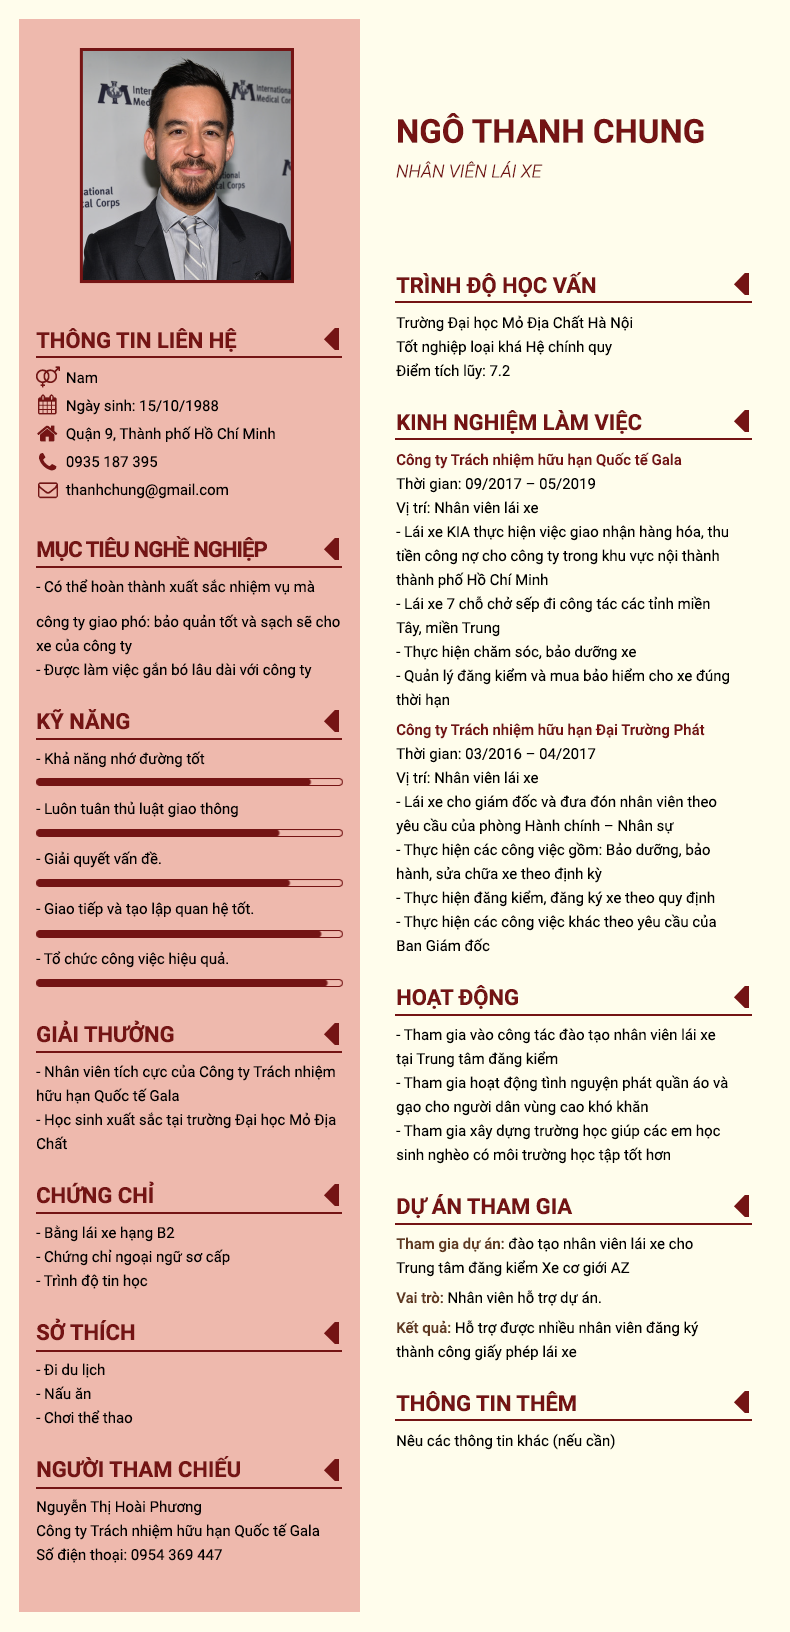 International
Medical Corps
International
Medical Cor
national
al Corps
edical Corps
THÔNG TIN LIÊN HỆ
Nam
Ngày sinh: 15/10/1988
Quận 9, Thành phố Hồ Chí Minh
0935 187 395
thanhchung@gmail.com
MỤC TIÊU NGHỀ NGHIỆP
- Có thể hoàn thành xuất sắc nhiệm vụ mà
công ty giao phó: bảo quản tốt và sạch sẽ cho
xe của công ty
- Được làm việc gắn bó lâu dài với công ty
KỸ NĂNG
- Khả năng nhớ đường tốt
- Luôn tuân thủ luật giao thông
- Giải quyết vấn đề.
- Giao tiếp và tạo lập quan hệ tốt.
- Tổ chức công việc hiệu quả.
GIẢI THƯỞNG
- Nhân viên tích cực của Công ty Trách nhiệm
hữu hạn Quốc tế Gala
- Học sinh xuất sắc tại trường Đại học Mỏ Địa
Chất
CHỨNG CHỈ
- Bằng lái xe hạng B2
- Chứng chỉ ngoại ngữ sơ cấp
- Trình độ tin học
SỞ THÍCH
- Đi du lịch
- Nấu ăn
- Chơi thể thao
NGƯỜI THAM CHIẾU
Nguyễn Thị Hoài Phương
Công ty Trách nhiệm hữu hạn Quốc tế Gala
Số điện thoại: 0954 369 447
NGÔ THANH CHUNG
NHÂN VIÊN LÁI XE
TRÌNH ĐỘ HỌC VẤN
Trường Đại học Mỏ Địa Chất Hà Nội
Tốt nghiệp loại khá Hệ chính quy
Điểm tích lũy: 7.2
KINH NGHIỆM LÀM VIỆC
Công ty Trách nhiệm hữu hạn Quốc tế Gala
Thời gian: 09/2017 – 05/2019
Vị trí: Nhân viên lái xe
- Lái xe KIA thực hiện việc giao nhận hàng hóa, thu
tiền công nợ cho công ty trong khu vực nội thành
thành phố Hồ Chí Minh
- Lái xe 7 chỗ chở sếp đi công tác các tỉnh miền
Tây, miền Trung
- Thực hiện chăm sóc, bảo dưỡng xe
- Quản lý đăng kiểm và mua bảo hiểm cho xe đúng
thời hạn
Công ty Trách nhiệm hữu hạn Đại Trường Phát
Thời gian: 03/2016 – 04/2017
Vị trí: Nhân viên lái xe
- Lái xe cho giám đốc và đưa đón nhân viên theo
yêu cầu của phòng Hành chính – Nhân sự
- Thực hiện các công việc gồm: Bảo dưỡng, bảo
hành, sửa chữa xe theo định kỳ
- Thực hiện đăng kiểm, đăng ký xe theo quy định
- Thực hiện các công việc khác theo yêu cầu của
Ban Giám đốc
HOẠT ĐỘNG
- Tham gia vào công tác đào tạo nhân viên lái xe
tại Trung tâm đăng kiểm
- Tham gia hoạt động tình nguyện phát quần áo và
gạo cho người dân vùng cao khó khăn
- Tham gia xây dựng trường học giúp các em học
sinh nghèo có môi trường học tập tốt hơn
DỰ ÁN THAM GIA
Tham gia dự án: đào tạo nhân viên lái xe cho
Trung tâm đăng kiểm Xe cơ giới AZ
Vai trò: Nhân viên hỗ trợ dự án.
Kết quả: Hỗ trợ được nhiều nhân viên đăng ký
thành công giấy phép lái xe
THÔNG TIN THÊM
Nêu các thông tin khác (nếu cần)